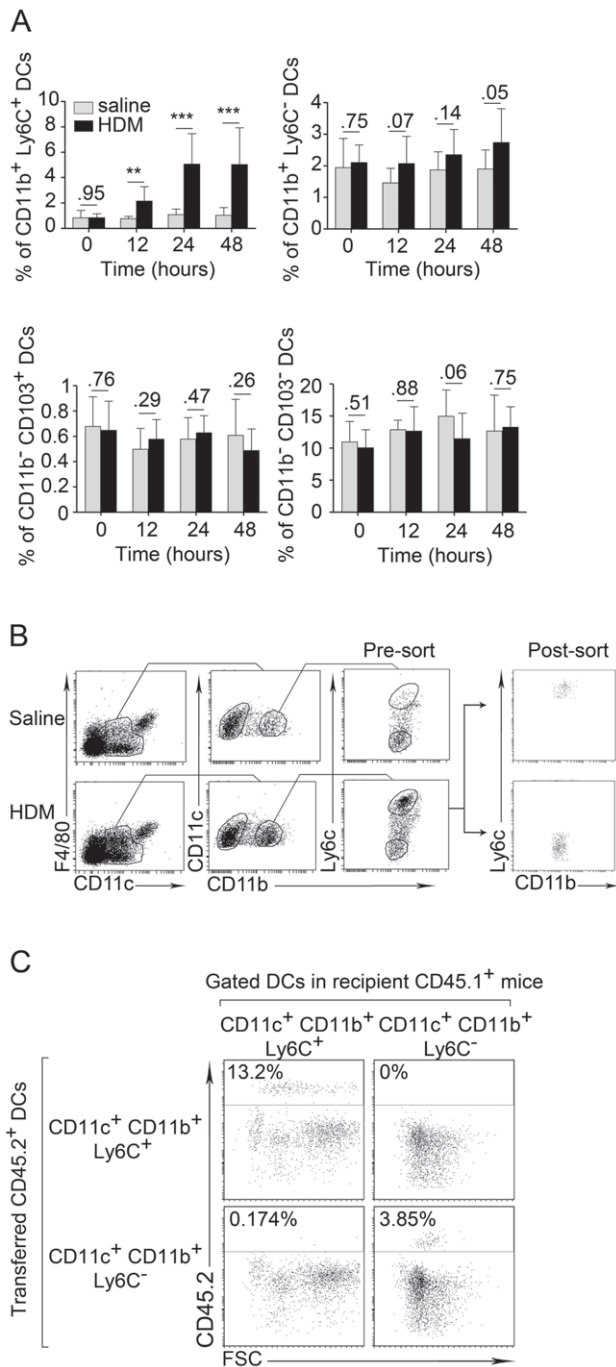 A
% of CD11b+ Ly6C+ DCs
10
8
6
4
2
0
saline
HDM
.95
**
***
***
0 12 24 48
Time (hours)
% of CD11b+ Ly6C- DCs
4
3
2
1
0
.75
.07
.14
.05
0 12 24 48
Time (hours)
% of CD11b- CD103+ DCs
1
0.8
0.6
0.4
0.2
0
.76
.29
.47
.26
0 12 24 48
Time (hours)
% of CD11b- CD103- DCs
20
15
10
5
0
.51
.88
.06
.75
0 12 24 48
Time (hours)
B
Pre-sort
Post-sort
Saline
HDM
F4/80
CD11c
CD11c
CD11b
Ly6c
Ly6c
CD11b
C
Gated DCs in recipient CD45.1+ mice
CD11c+ CD11b+
Ly6C+
CD11c+ CD11b+
Ly6C-
Transferred CD45.2+ DCs
CD11c+ CD11b+
Ly6C+
13.2%
0%
CD11c+ CD11b+
Ly6C-
0.174%
3.85%
CD45.2
FSC